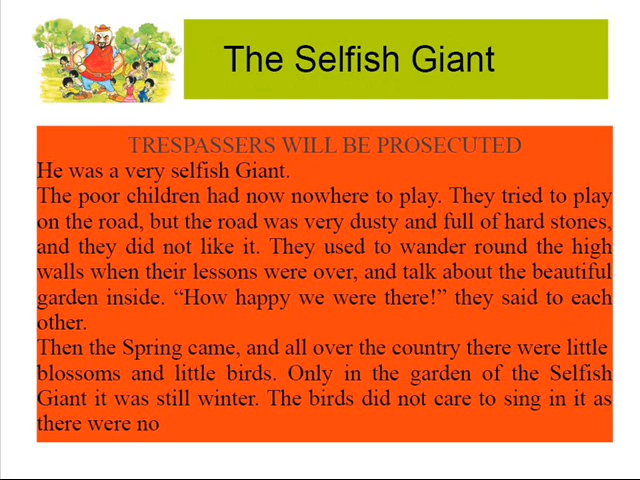 The Selfish Giant
TRESPASSERS WILL BE PROSECUTED
He was a very selfish Giant.
The poor children had now nowhere to play. They tried to play
on the road, but the road was very dusty and full of hard stones,
and they did not like it. They used to wander round the high
walls when their lessons were over, and talk about the beautiful
garden inside. “How happy we were there!” they said to each
other.
Then the Spring came, and all over the country there were little
blossoms and little birds. Only in the garden of the Selfish
Giant it was still winter. The birds did not care to sing in it as
there were no